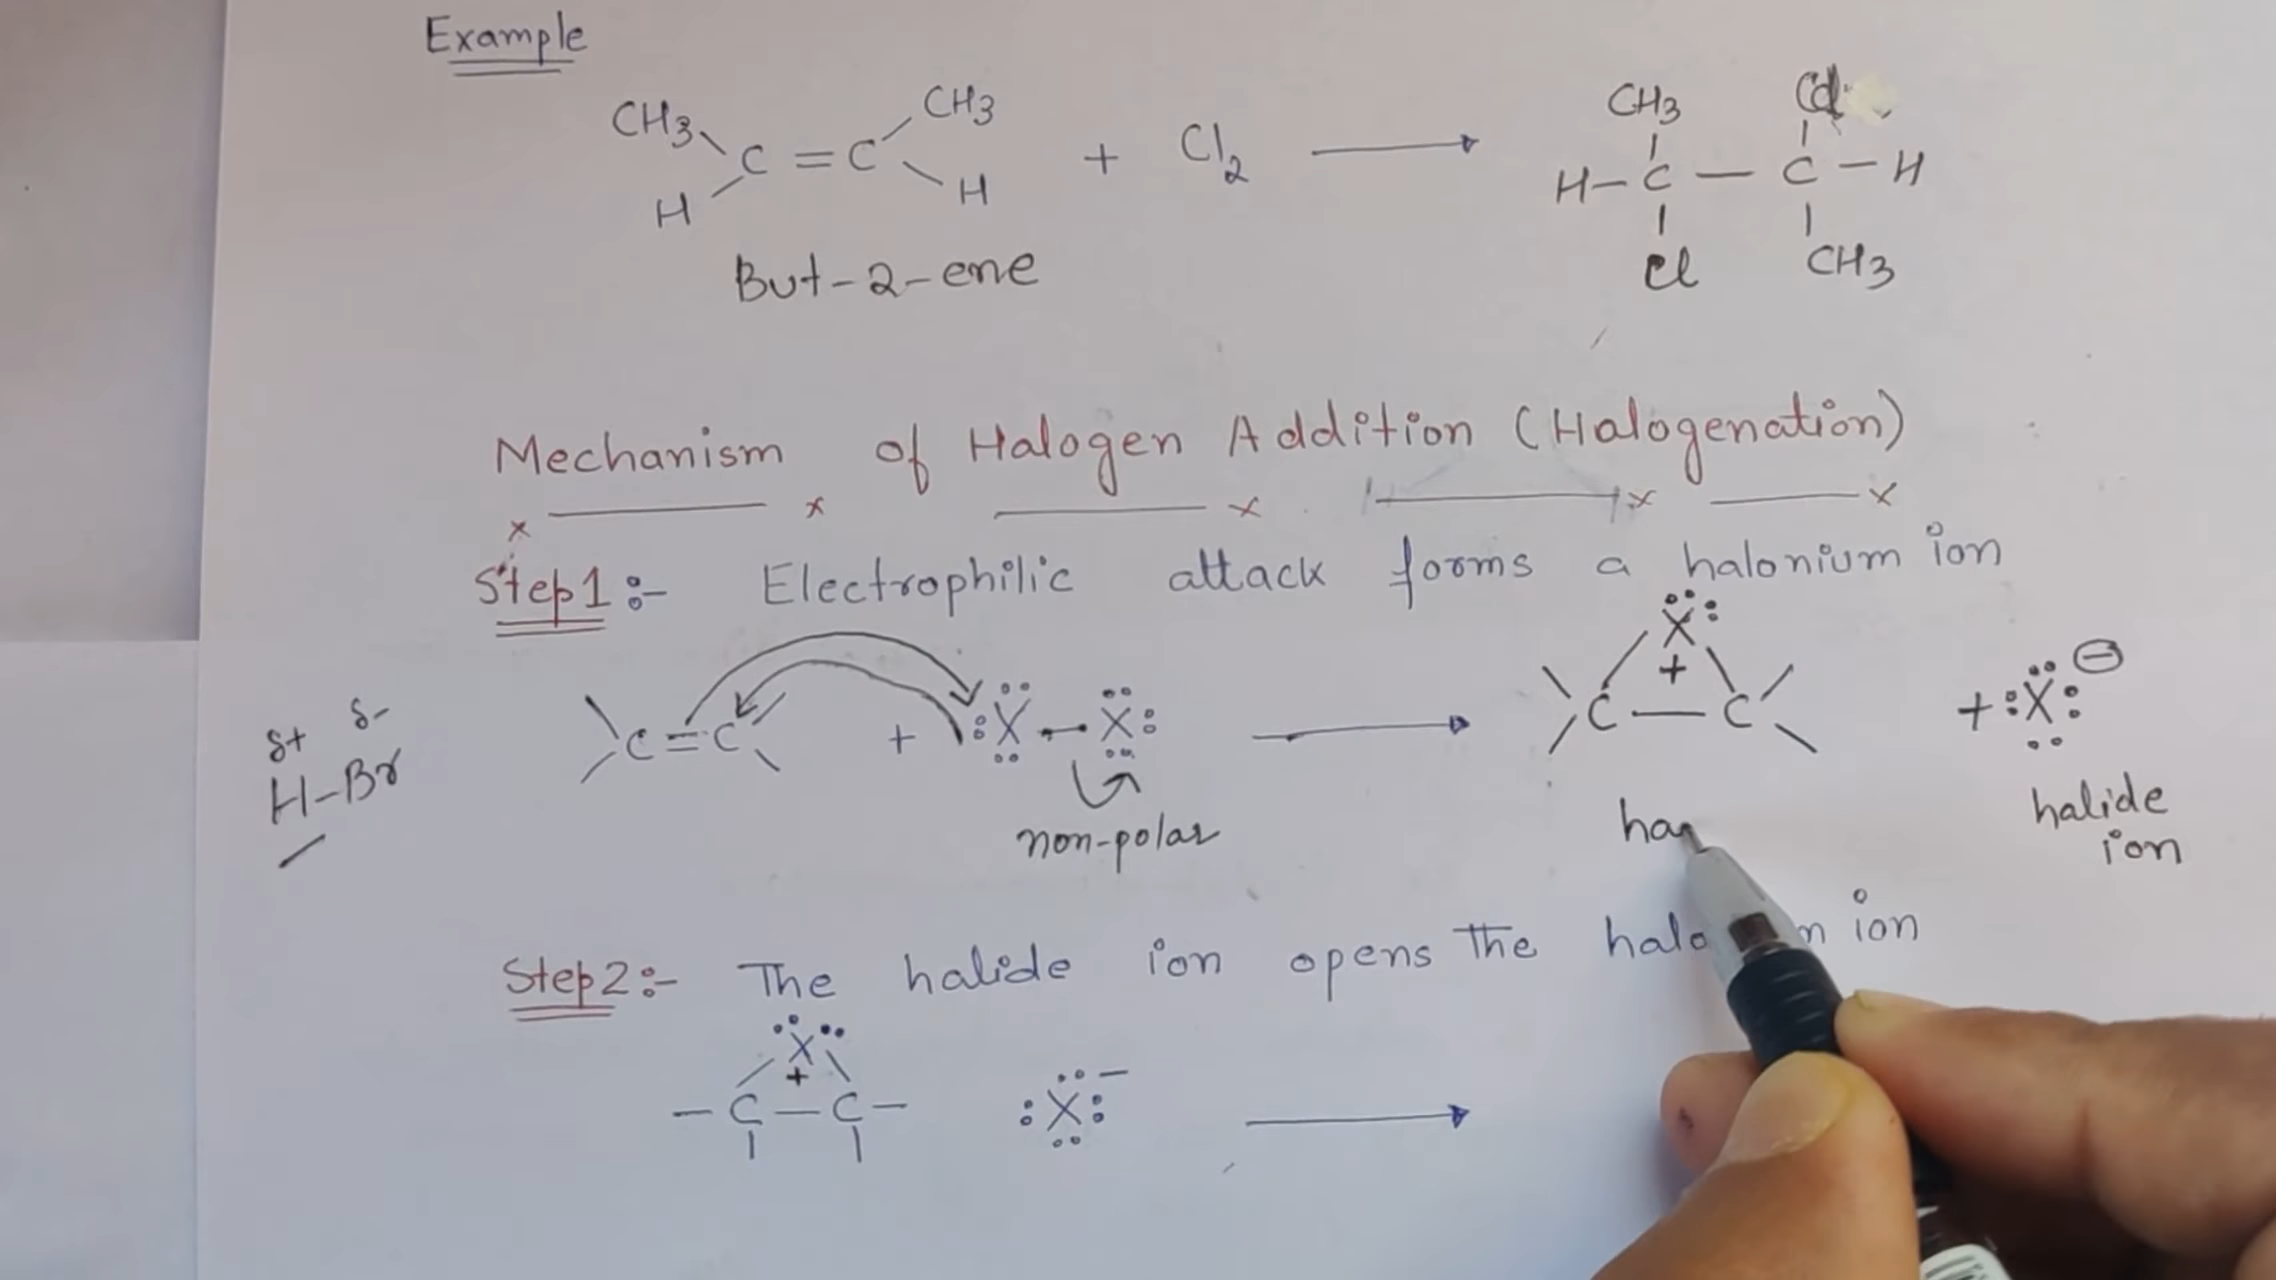 Example
CH3 CH3
C = C + Cl2 →
H H
CH3
H - C — C - H
Cl CH3
But-2-ene
Mechanism of Halogen Addition (Halogenation)
Step1:- Electrophilic attack forms a halonium ion
δ+ δ-
H-Br
C = C + :X — X: →
non-polar
X
+
C — C + :X: ⊖
halide
ion
ha
Step2:- The halide ion opens The halo m ion
X
+
- C — C - :X: - →